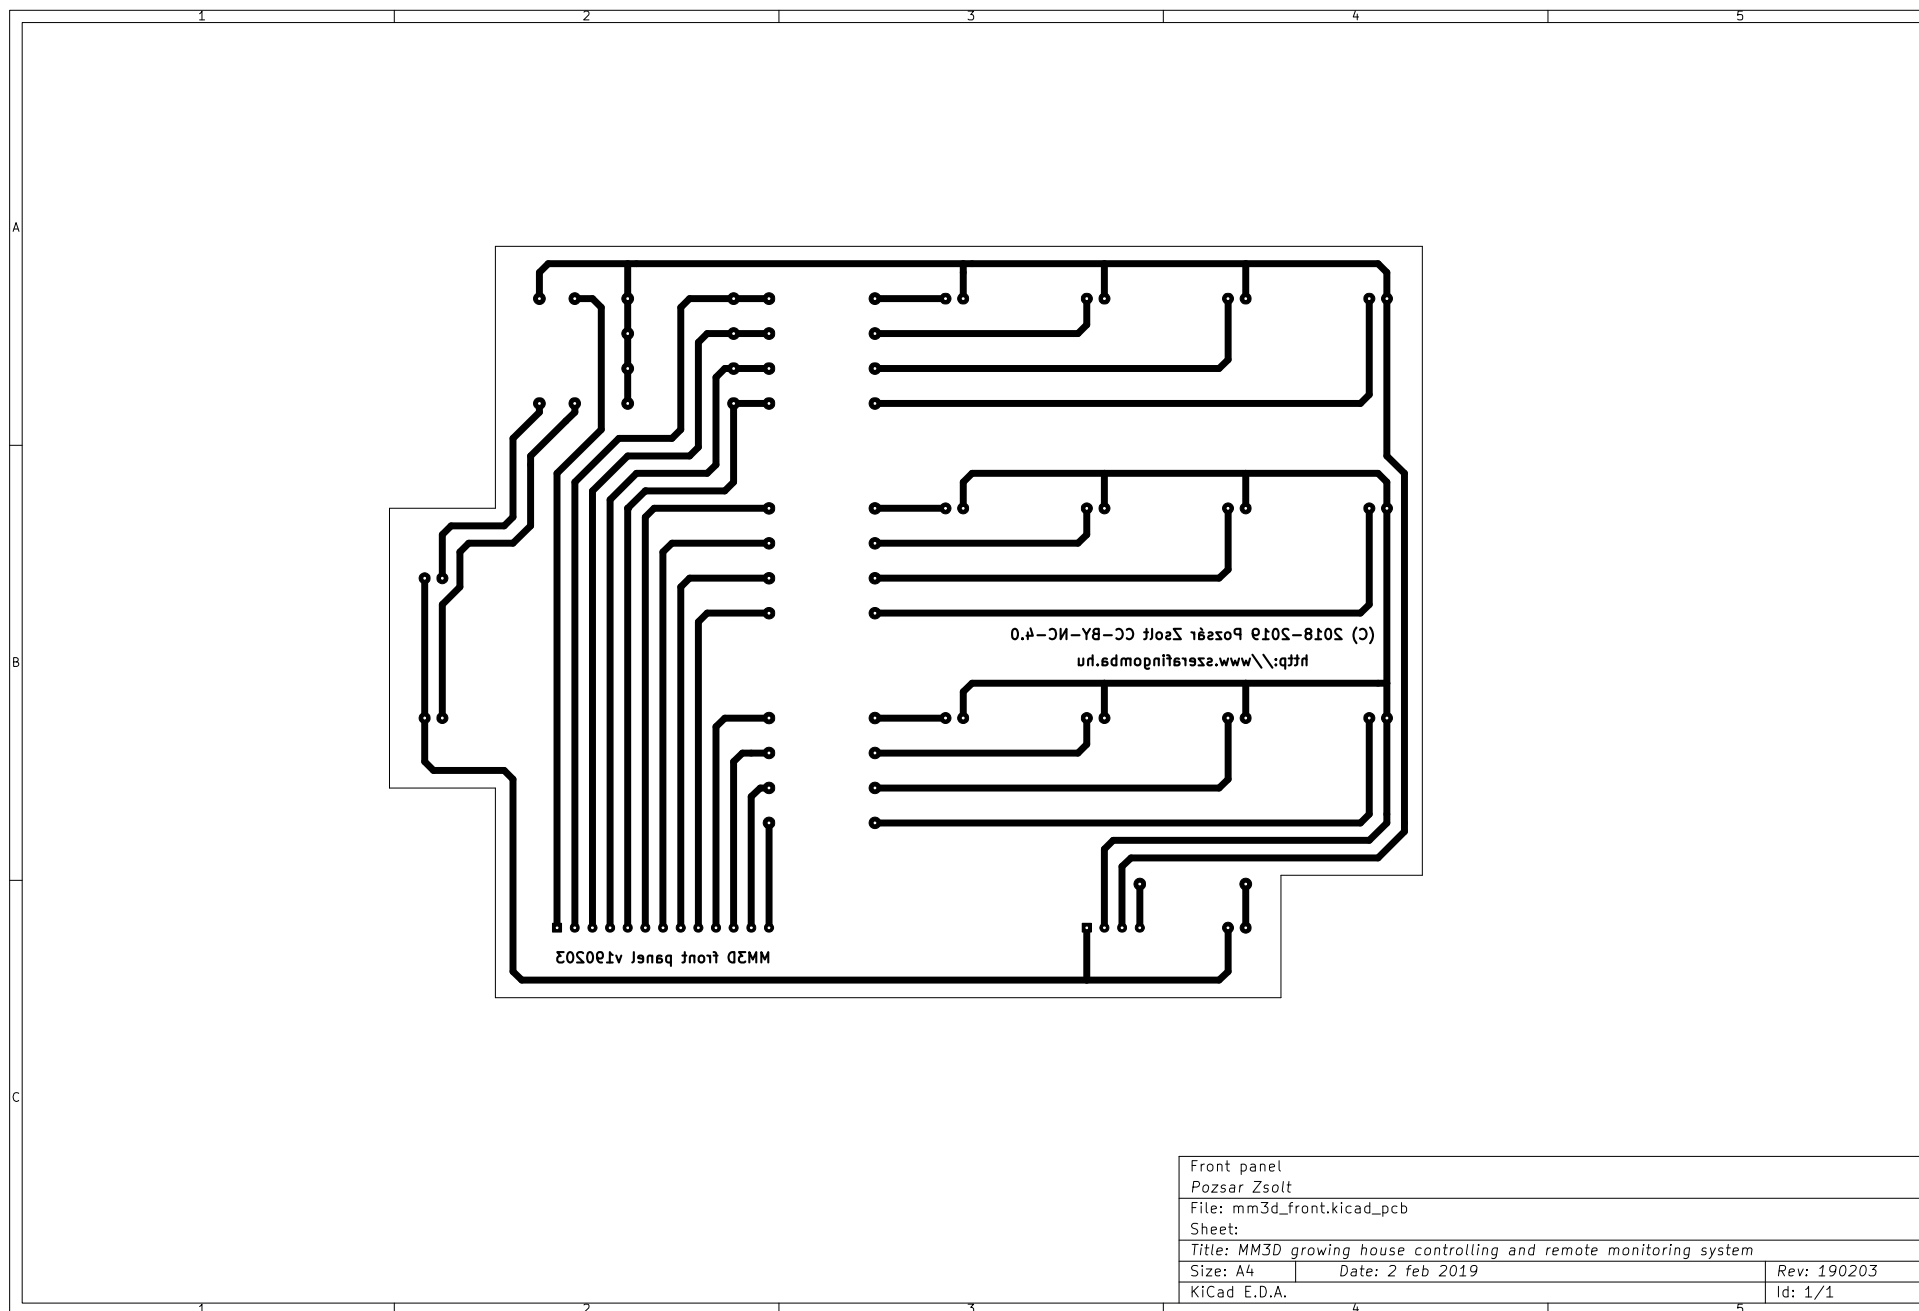 1 2 3 4 5
A
B
C
(C) 2018-2019 Pozsár Zsolt CC-BY-NC-4.0
http://www.szerafingomba.hu
MM3D front panel v190203
Front panel
Pozsar Zsolt
File: mm3d_front.kicad_pcb
Sheet:
Title: MM3D growing house controlling and remote monitoring system
Size: A4 Date: 2 feb 2019 Rev: 190203
KiCad E.D.A. Id: 1/1
1 2 3 4 5